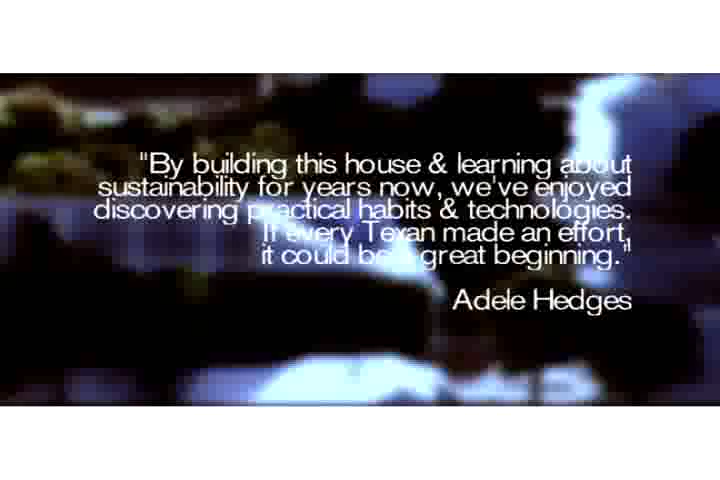 "By building this house & learning about
sustainability for years now, we've enjoyed
discovering practical habits & technologies.
If every Texan made an effort,
it could be a great beginning."
Adele Hedges